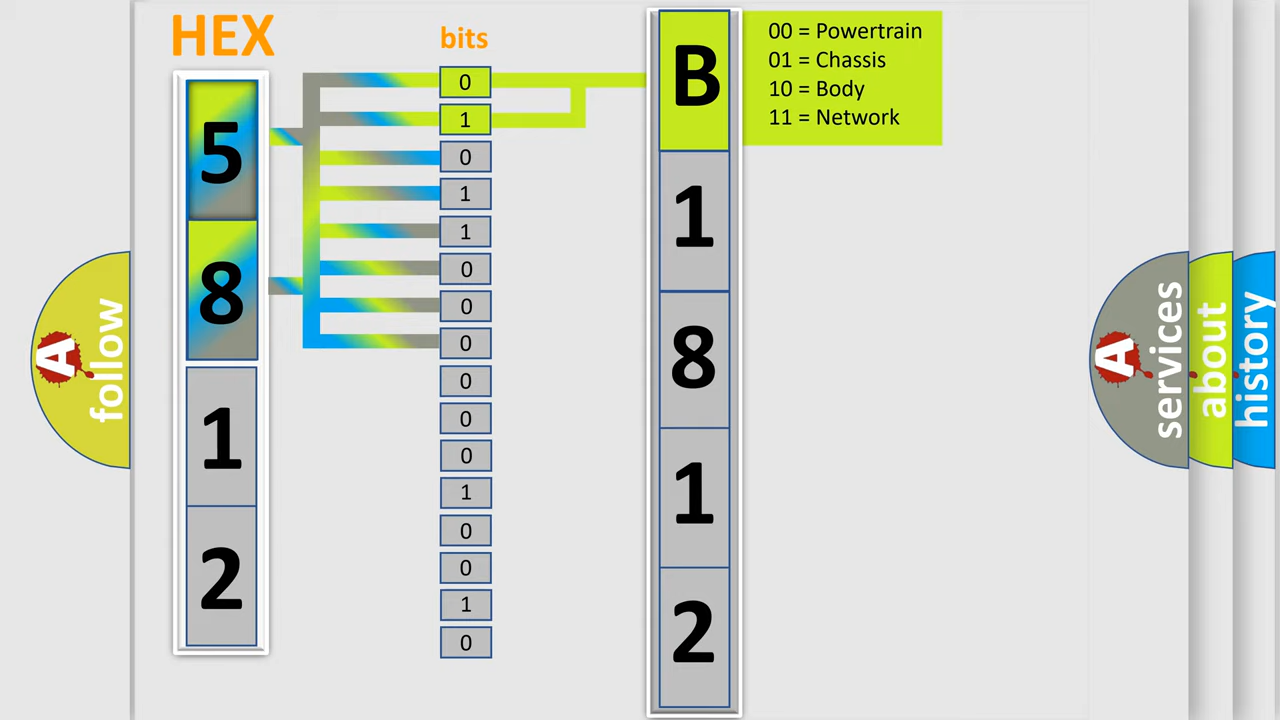 HEX
bits
5
8
1
2
0
1
0
1
1
0
0
0
0
0
0
1
0
0
1
0
B
1
8
1
2
00 = Powertrain
01 = Chassis
10 = Body
11 = Network
A
follow
A
services
about
history